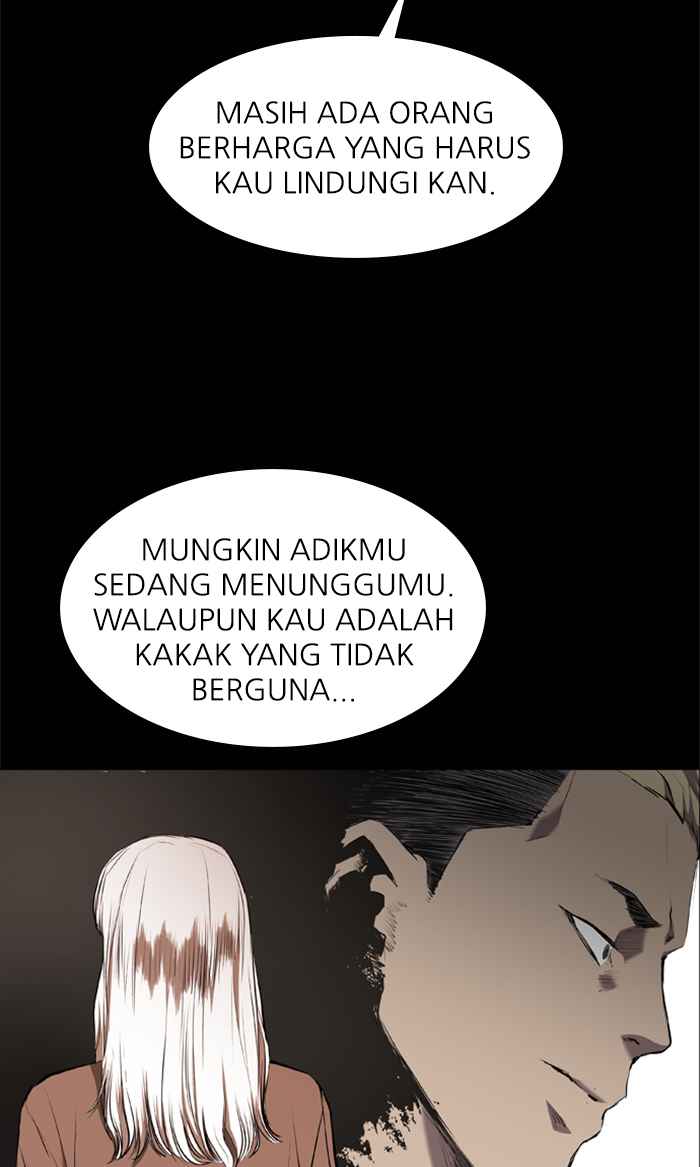 MASIH ADA ORANG
BERHARGA YANG HARUS
KAU LINDUNGI KAN.
MUNGKIN ADIKMU
SEDANG MENUNGGUMU.
WALAUPUN KAU ADALAH
KAKAK YANG TIDAK
BERGUNA...